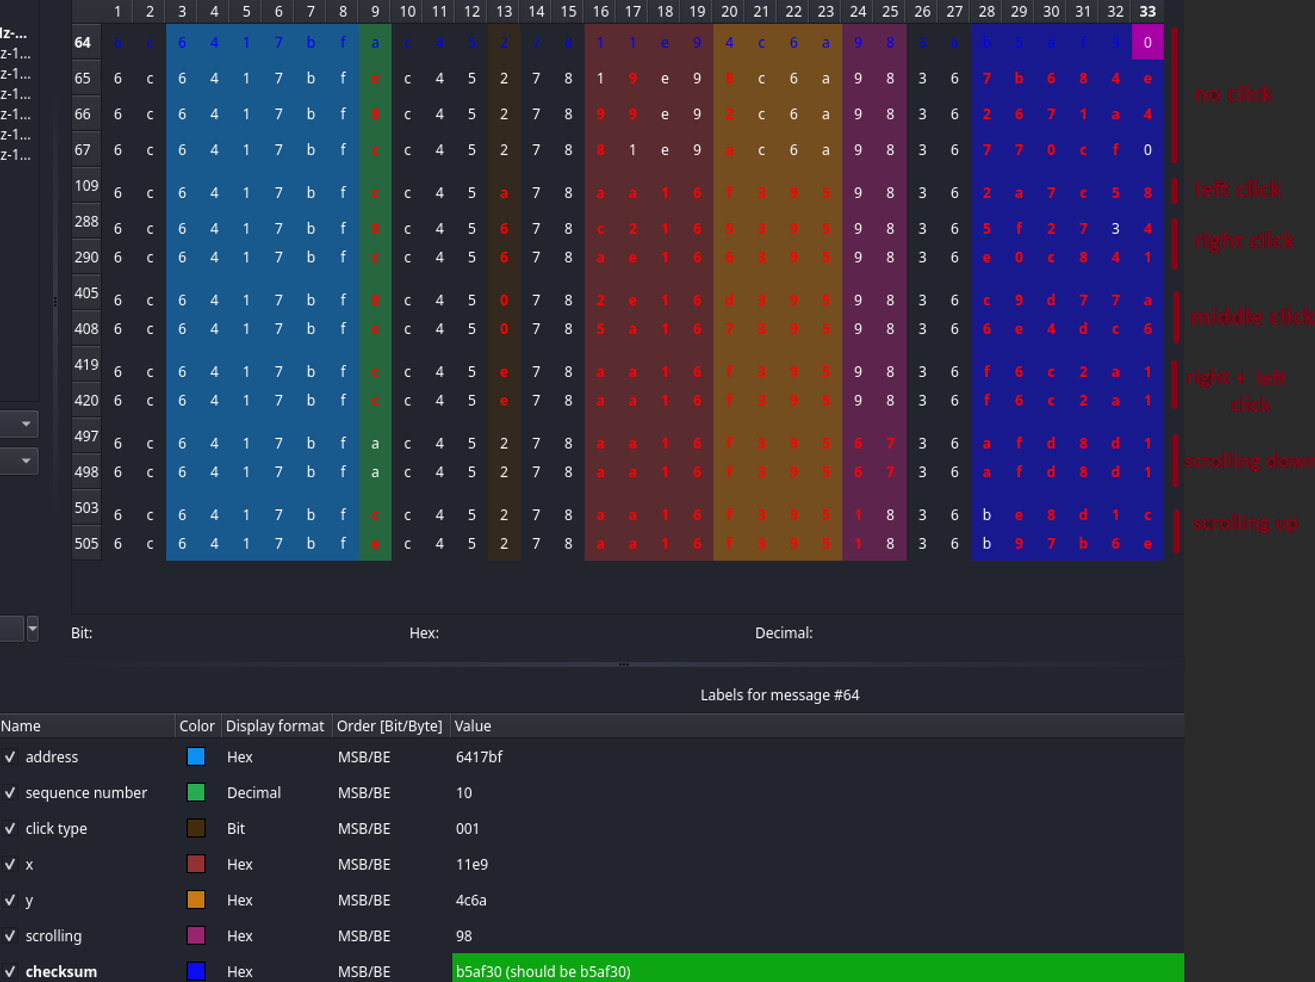 1 2 3 4 5 6 7 8 9 10 11 12 13 14 15 16 17 18 19 20 21 22 23 24 25 26 27 28 29 30 31 32 33
lz-...
64 6 c 6 4 1 7 b f a c 4 5 2 7 8 1 1 e 9 4 c 6 a 9 8 3 6 b 5 a f 3 0
z-1...
65 6 c 6 4 1 7 b f e c 4 5 2 7 8 1 9 e 9 8 c 6 a 9 8 3 6 7 b 6 8 4 e
z-1...
no click
z-1...
66 6 c 6 4 1 7 b f 8 c 4 5 2 7 8 9 9 e 9 2 c 6 a 9 8 3 6 2 6 7 1 a 4
z-1...
67 6 c 6 4 1 7 b f c c 4 5 2 7 8 8 1 e 9 a c 6 a 9 8 3 6 7 7 0 c f 0
z-1...
109 6 c 6 4 1 7 b f c c 4 5 a 7 8 a a 1 6 f 3 9 5 9 8 3 6 2 a 7 c 5 8 left click
288 6 c 6 4 1 7 b f 8 c 4 5 6 7 8 c 2 1 6 5 3 9 5 9 8 3 6 5 f 2 7 3 4
right click
290 6 c 6 4 1 7 b f c c 4 5 6 7 8 a e 1 6 6 3 9 5 9 8 3 6 e 0 c 8 4 1
405 6 c 6 4 1 7 b f 8 c 4 5 0 7 8 2 e 1 6 d 3 9 5 9 8 3 6 c 9 d 7 7 a
middle click
408 6 c 6 4 1 7 b f e c 4 5 0 7 8 5 a 1 6 7 3 9 5 9 8 3 6 6 e 4 d c 6
419 6 c 6 4 1 7 b f c c 4 5 e 7 8 a a 1 6 f 3 9 5 9 8 3 6 f 6 c 2 a 1
right + left
click
420 6 c 6 4 1 7 b f c c 4 5 e 7 8 a a 1 6 f 3 9 5 9 8 3 6 f 6 c 2 a 1
497 6 c 6 4 1 7 b f a c 4 5 2 7 8 a a 1 6 f 3 9 5 6 7 3 6 a f d 8 d 1
scrolling down
498 6 c 6 4 1 7 b f a c 4 5 2 7 8 a a 1 6 f 3 9 5 6 7 3 6 a f d 8 d 1
503 6 c 6 4 1 7 b f c c 4 5 2 7 8 a a 1 6 f 3 9 5 1 8 3 6 b e 8 d 1 c
scrolling up
505 6 c 6 4 1 7 b f e c 4 5 2 7 8 a a 1 6 f 3 9 5 1 8 3 6 b 9 7 b 6 e
Bit: Hex: Decimal:
Labels for message #64
Name Color Display format Order [Bit/Byte] Value
address Hex MSB/BE 6417bf
sequence number Decimal MSB/BE 10
click type Bit MSB/BE 001
x Hex MSB/BE 11e9
y Hex MSB/BE 4c6a
scrolling Hex MSB/BE 98
checksum Hex MSB/BE b5af30 (should be b5af30)